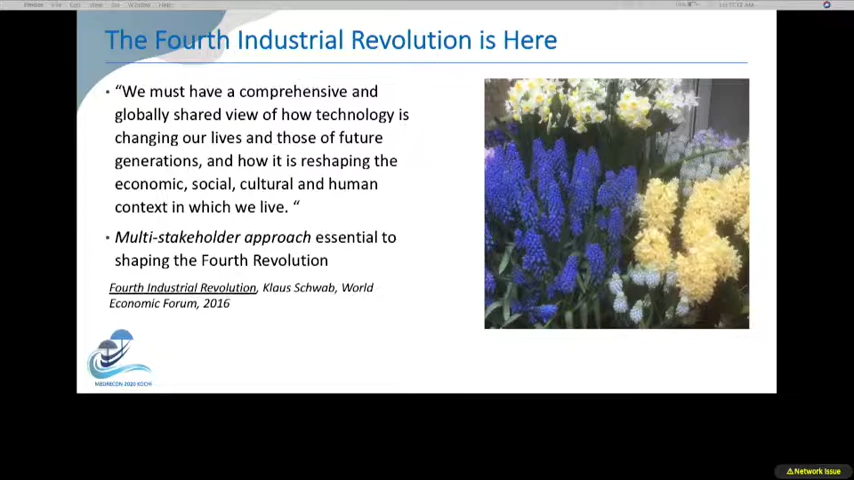 The Fourth Industrial Revolution is Here
• “We must have a comprehensive and
globally shared view of how technology is
changing our lives and those of future
generations, and how it is reshaping the
economic, social, cultural and human
context in which we live. “
• Multi-stakeholder approach essential to
shaping the Fourth Revolution
Fourth Industrial Revolution, Klaus Schwab, World
Economic Forum, 2016
MEDRECON 2020 KOCHI
⚠Network Issue